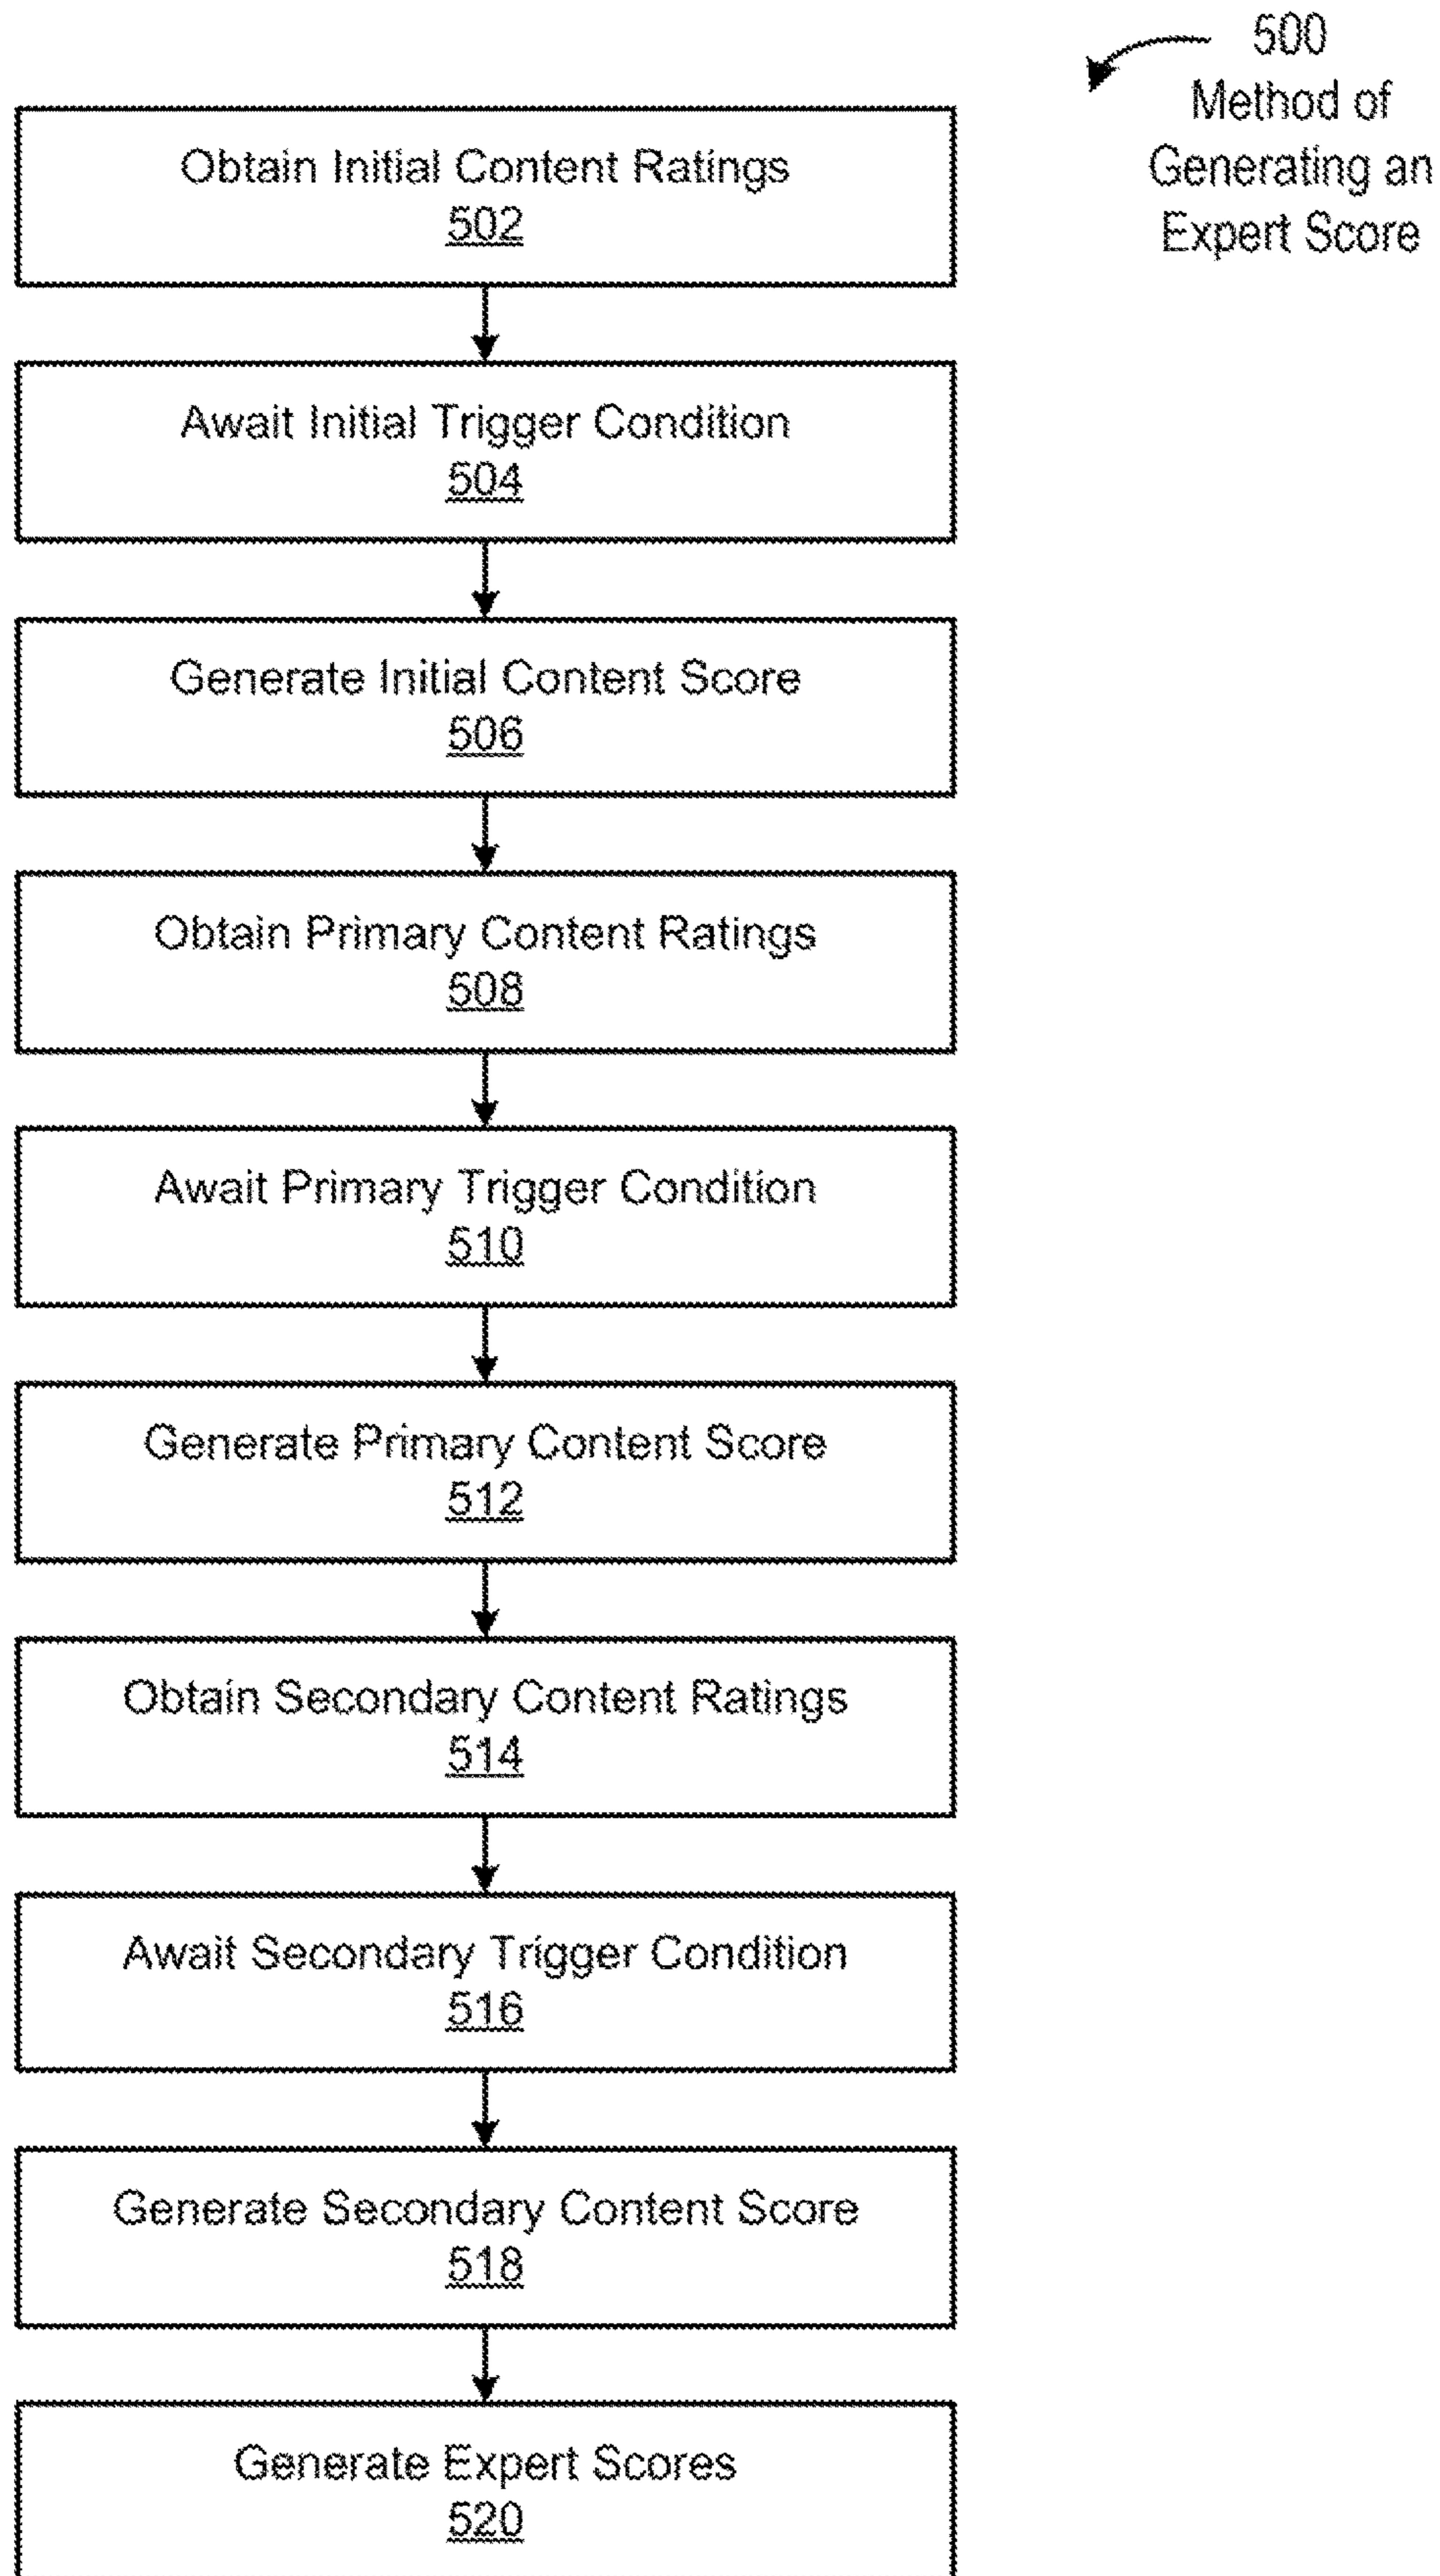 500
Method of
Generating an
Expert Score
Obtain Initial Content Ratings
502
Await Initial Trigger Condition
504
Generate Initial Content Score
506
Obtain Primary Content Ratings
508
Await Primary Trigger Condition
510
Generate Primary Content Score
512
Obtain Secondary Content Ratings
514
Await Secondary Trigger Condition
516
Generate Secondary Content Score
518
Generate Expert Scores
520